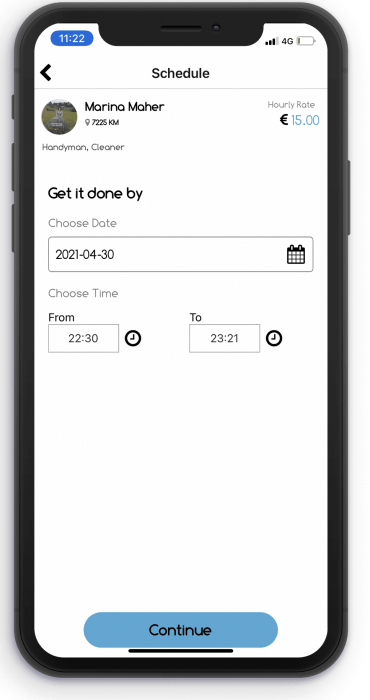 11:22
4G
Schedule
Marina Maher
Hourly Rate
7225 KM
€ 15.00
Handyman, Cleaner
Get it done by
Choose Date
2021-04-30
Choose Time
From
To
22:30
23:21
Continue